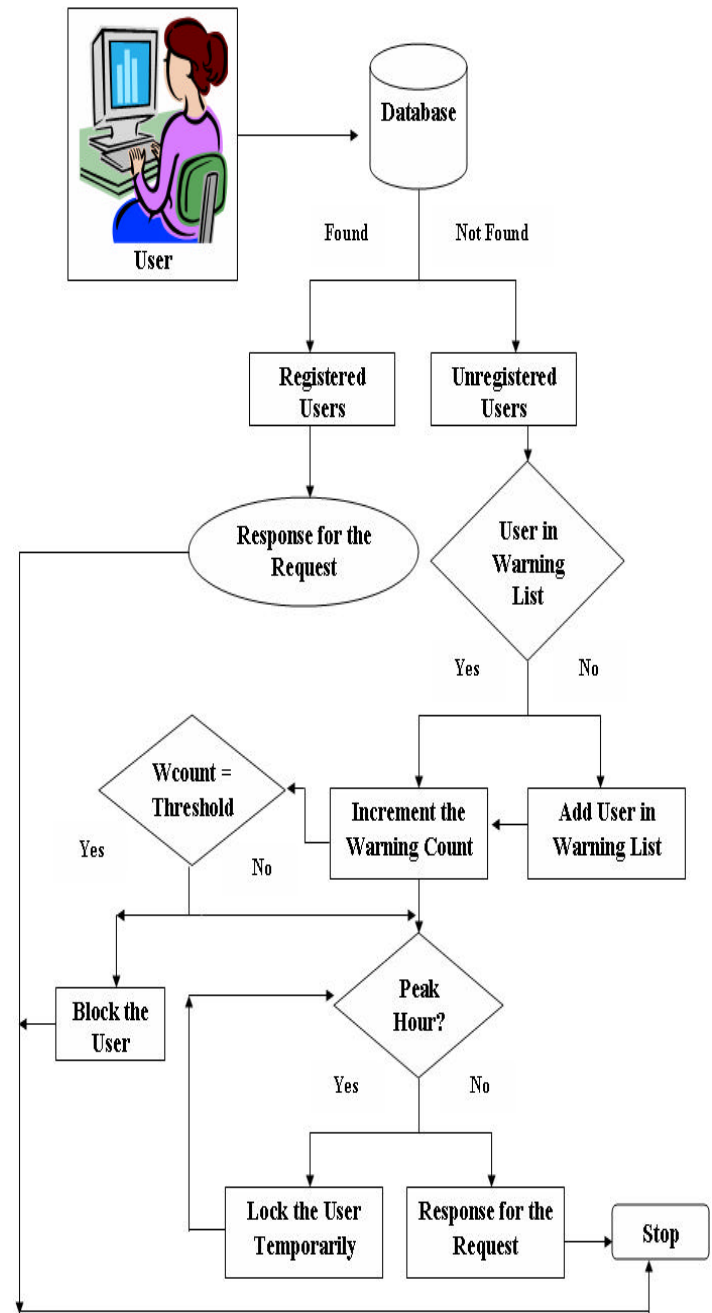 Database
User
Found
Not Found
Registered
Users
Unregistered
Users
Response for the
Request
User in
Warning
List
Yes
No
Wcount =
Threshold
Increment the
Warning Count
Add User in
Warning List
Yes
No
Block the
User
Peak
Hour?
Yes
No
Lock the User
Temporarily
Response for the
Request
Stop